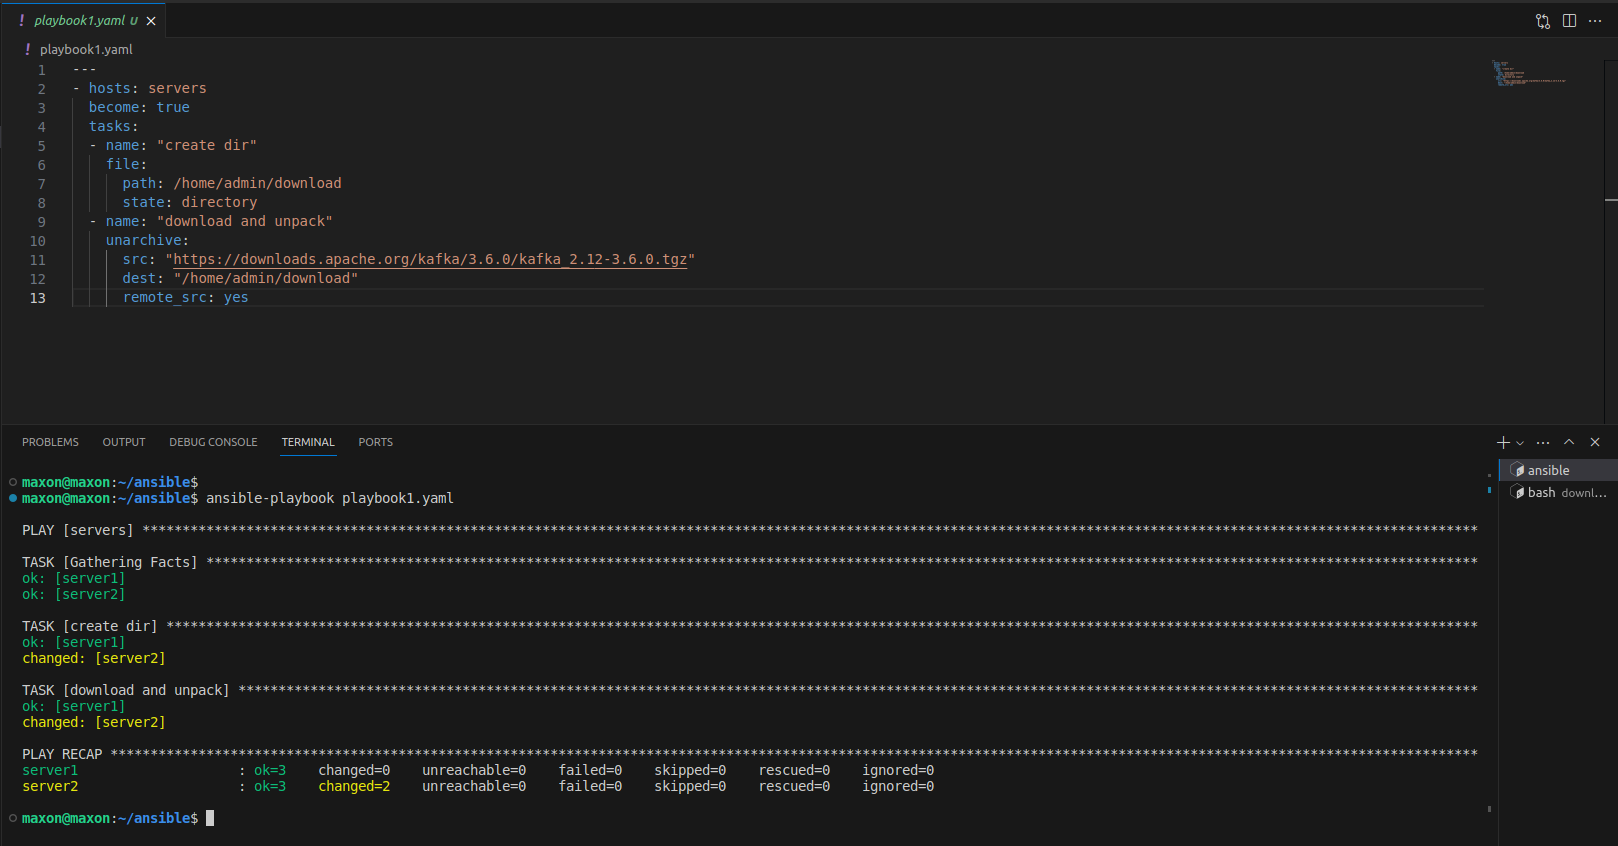 ! playbook1.yaml U ×
! playbook1.yaml
1 ---
2 - hosts: servers
3 become: true
4 tasks:
5 - name: "create dir"
6 file:
7 path: /home/admin/download
8 state: directory
9 - name: "download and unpack"
10 unarchive:
11 src: "https://downloads.apache.org/kafka/3.6.0/kafka_2.12-3.6.0.tgz"
12 dest: "/home/admin/download"
13 remote_src: yes
PROBLEMS OUTPUT DEBUG CONSOLE TERMINAL PORTS
ansible
bash downl...
maxon@maxon:~/ansible$
maxon@maxon:~/ansible$ ansible-playbook playbook1.yaml
PLAY [servers] ***********************************************************************************************************************************************************************
TASK [Gathering Facts] ***************************************************************************************************************************************************************
ok: [server1]
ok: [server2]
TASK [create dir] ********************************************************************************************************************************************************************
ok: [server1]
changed: [server2]
TASK [download and unpack] ***********************************************************************************************************************************************************
ok: [server1]
changed: [server2]
PLAY RECAP ***************************************************************************************************************************************************************************
server1 : ok=3 changed=0 unreachable=0 failed=0 skipped=0 rescued=0 ignored=0
server2 : ok=3 changed=2 unreachable=0 failed=0 skipped=0 rescued=0 ignored=0
maxon@maxon:~/ansible$